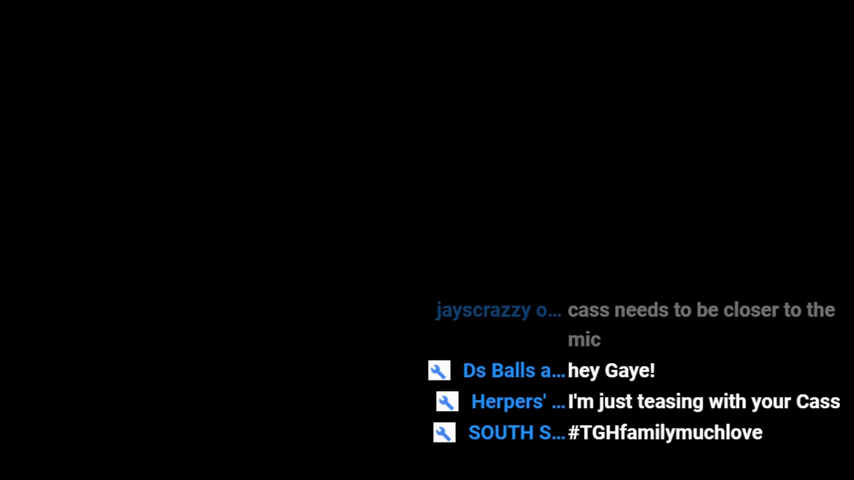 jayscrazzy o... cass needs to be closer to the
mic
Ds Balls a... hey Gaye!
Herpers' ... I'm just teasing with your Cass
SOUTH S... #TGHfamilymuchlove